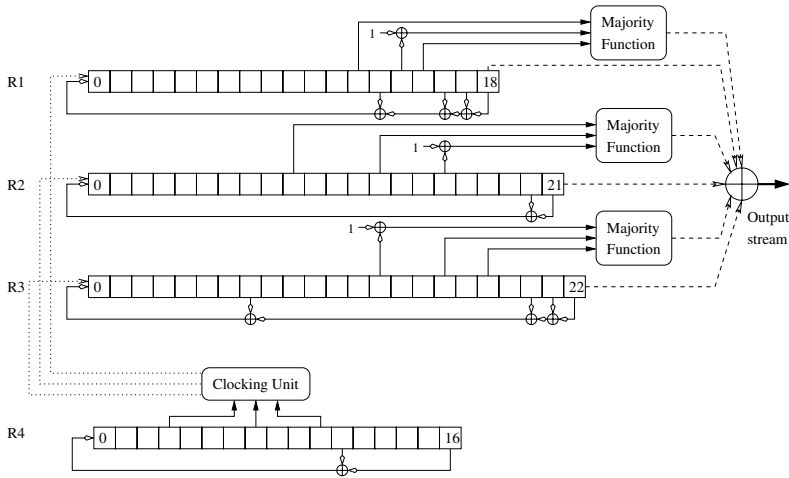 Majority
Function
1
R1
0
18
Majority
Function
1
R2
0
21
Output
stream
1
Majority
Function
R3
0
22
Clocking Unit
R4
0
16